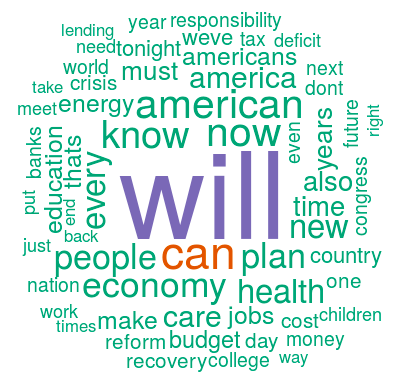 lending
year responsibility
need tonight weve tax deficit
world americans
crisis must america next
take dont
meet energy american
know now
banks education thats every even years future right
will
put end also congress
time
back new
just people can plan country
nation economy health one
work make care jobs cost children
times
reform budget day money
recovery college way